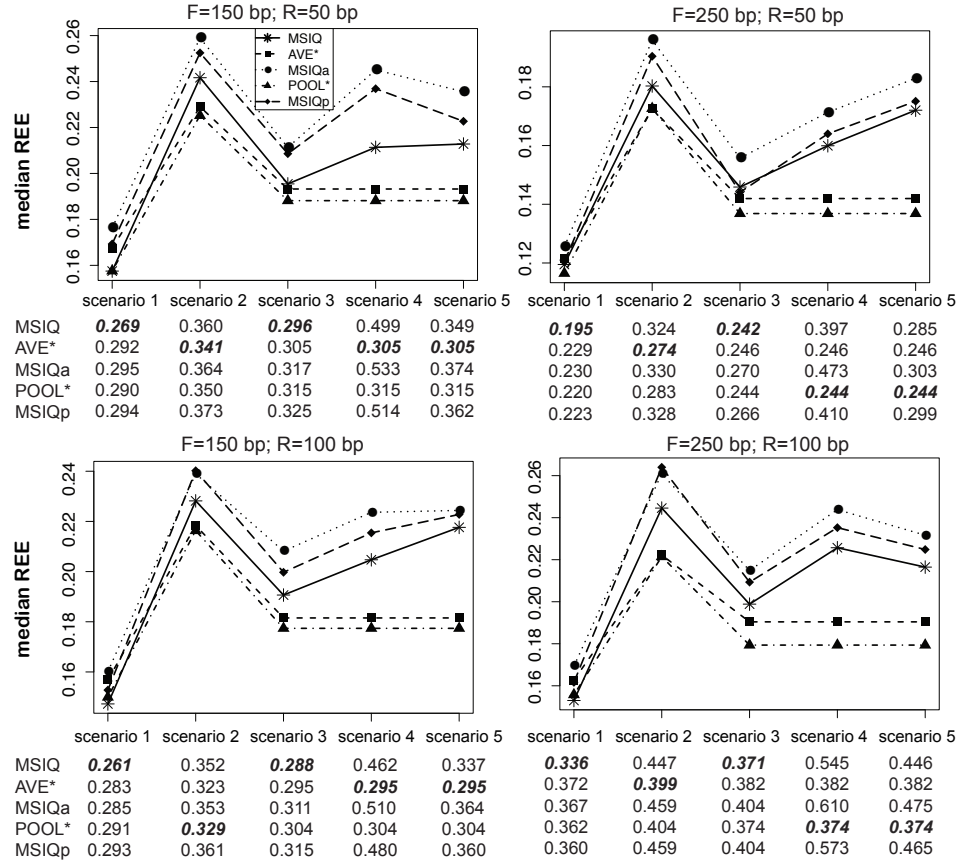 F=150 bp; R=50 bp
median REE
0.26
0.24
0.22
0.20
0.18
0.16
MSIQ
AVE*
MSIQa
POOL*
MSIQp
scenario 1 scenario 2 scenario 3 scenario 4 scenario 5
MSIQ 0.269 0.360 0.296 0.499 0.349
AVE* 0.292 0.341 0.305 0.305 0.305
MSIQa 0.295 0.364 0.317 0.533 0.374
POOL* 0.290 0.350 0.315 0.315 0.315
MSIQp 0.294 0.373 0.325 0.514 0.362
F=250 bp; R=50 bp
0.18
0.16
0.14
0.12
scenario 1 scenario 2 scenario 3 scenario 4 scenario 5
0.195 0.324 0.242 0.397 0.285
0.229 0.274 0.246 0.246 0.246
0.230 0.330 0.270 0.473 0.303
0.220 0.283 0.244 0.244 0.244
0.223 0.328 0.266 0.410 0.299
F=150 bp; R=100 bp
median REE
0.24
0.22
0.20
0.18
0.16
scenario 1 scenario 2 scenario 3 scenario 4 scenario 5
MSIQ 0.261 0.352 0.288 0.462 0.337
AVE* 0.283 0.323 0.295 0.295 0.295
MSIQa 0.285 0.353 0.311 0.510 0.364
POOL* 0.291 0.329 0.304 0.304 0.304
MSIQp 0.293 0.361 0.315 0.480 0.360
F=250 bp; R=100 bp
0.26
0.24
0.22
0.20
0.18
0.16
scenario 1 scenario 2 scenario 3 scenario 4 scenario 5
0.336 0.447 0.371 0.545 0.446
0.372 0.399 0.382 0.382 0.382
0.367 0.459 0.404 0.610 0.475
0.362 0.404 0.374 0.374 0.374
0.360 0.459 0.404 0.573 0.465